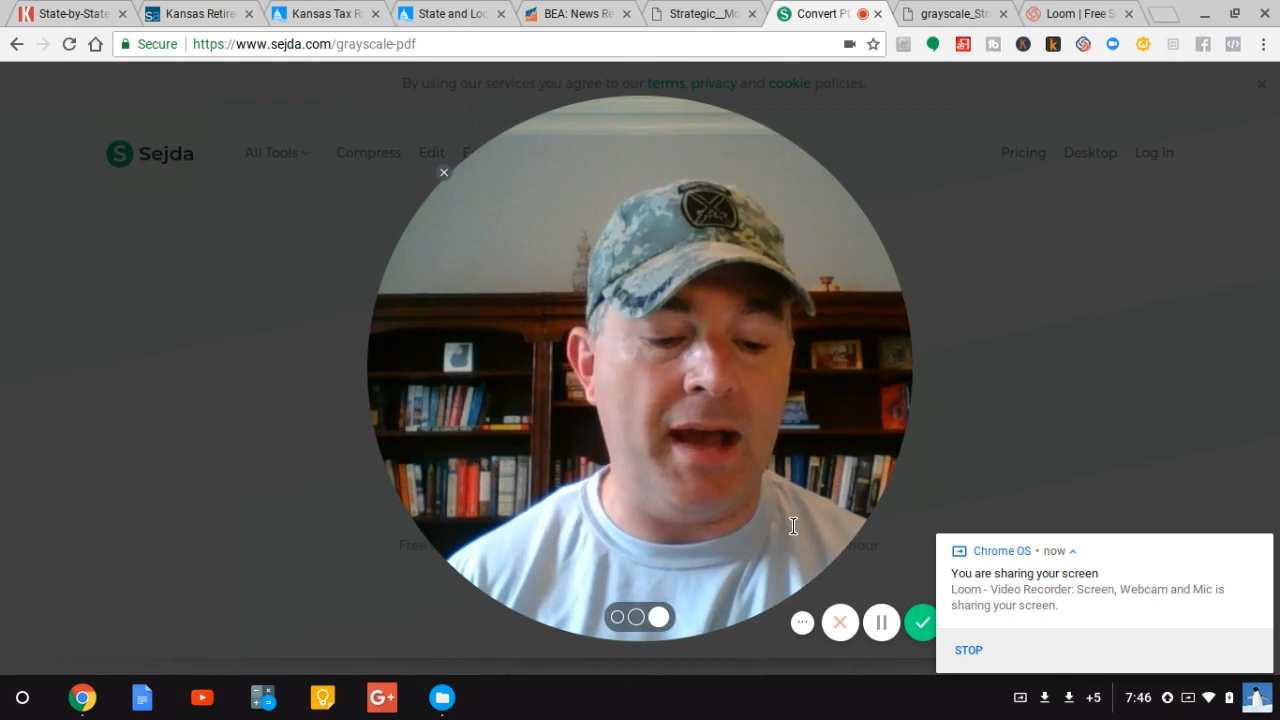 State-by-State
Kansas Retire
Kansas Tax R
State and Loc
BEA: News Re
Strategic__Mo
Convert P
grayscale_Str
Loom | Free S
Secure
https://www.sejda.com/grayscale-pdf
By using our services you agree to our terms, privacy and cookie policies.
S Sejda
All Tools
Compress
Edit
Pricing
Desktop
Log in
Free
hour
Chrome OS • now
You are sharing your screen
Loom - Video Recorder: Screen, Webcam and Mic is
sharing your screen.
STOP
+5
7:46